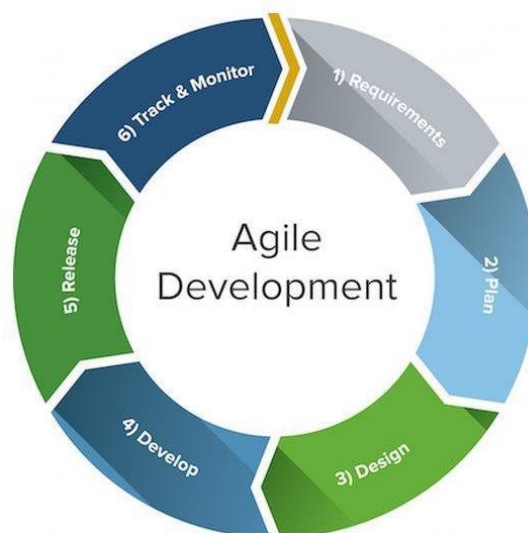 Agile
Development
1) Requirements
2) Plan
3) Design
4) Develop
5) Release
6) Track & Monitor